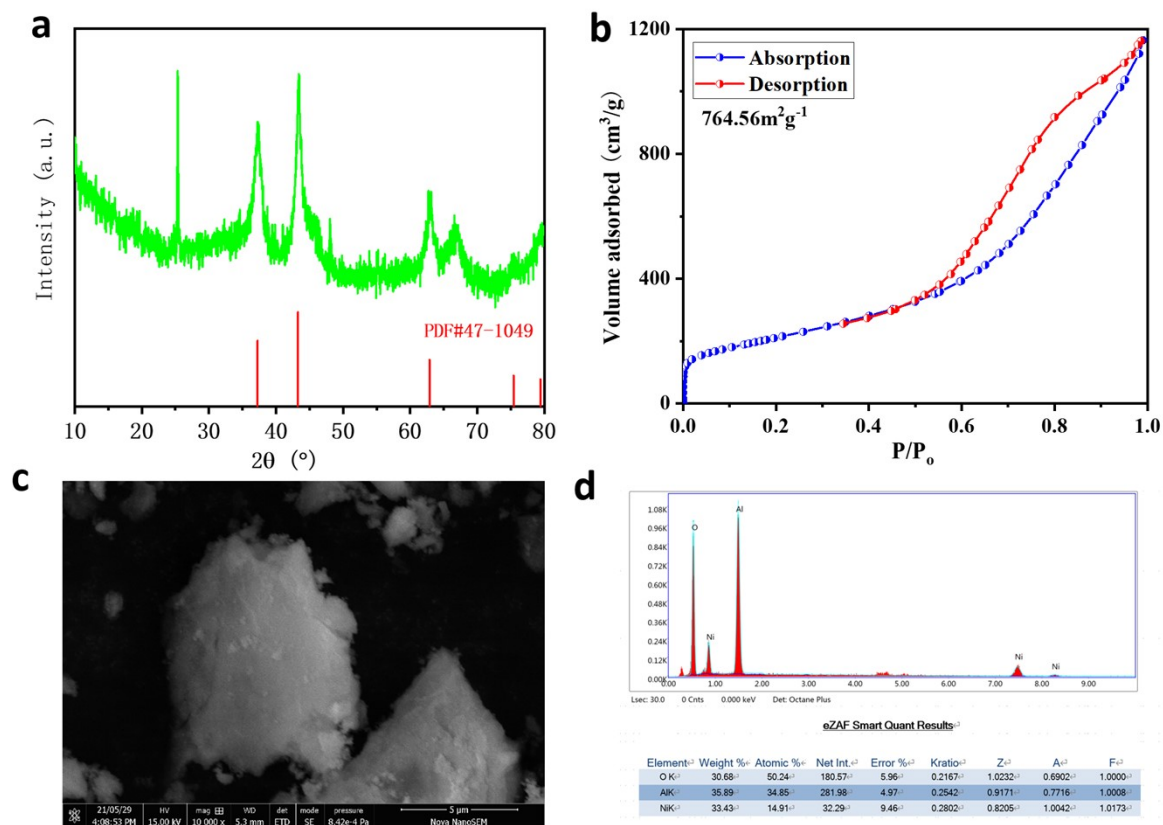 a
Intensity (a. u.)
PDF#47-1049
10 20 30 40 50 60 70 80
2θ (°)
b
1200
800
400
0
Volume adsorbed (cm³/g)
Absorption
Desorption
764.56m²g⁻¹
0.0 0.2 0.4 0.6 0.8 1.0
P/Po
c
21/05/29 HV mag WD det mode pressure 5 μm
4:08:53 PM 15.00 kV 10 000 x 5.3 mm ETD SE 8.42e-4 Pa Nova NanoSEM
d
1.08K
0.96K
0.84K
0.72K
0.60K
0.48K
0.36K
0.24K
0.12K
0.00K
O
Ni
Al
Ni
Ni
0.00 1.00 2.00 3.00 4.00 5.00 6.00 7.00 8.00 9.00
Lsec: 30.0 0 Cnts 0.000 keV Det: Octane Plus
eZAF Smart Quant Results
Element Weight % Atomic % Net Int. Error % Kratio Z A F
O K 30.68 50.24 180.57 5.96 0.2167 1.0232 0.6902 1.0000
AlK 35.89 34.85 281.98 4.97 0.2542 0.9171 0.7716 1.0008
NiK 33.43 14.91 32.29 9.46 0.2802 0.8205 1.0042 1.0173